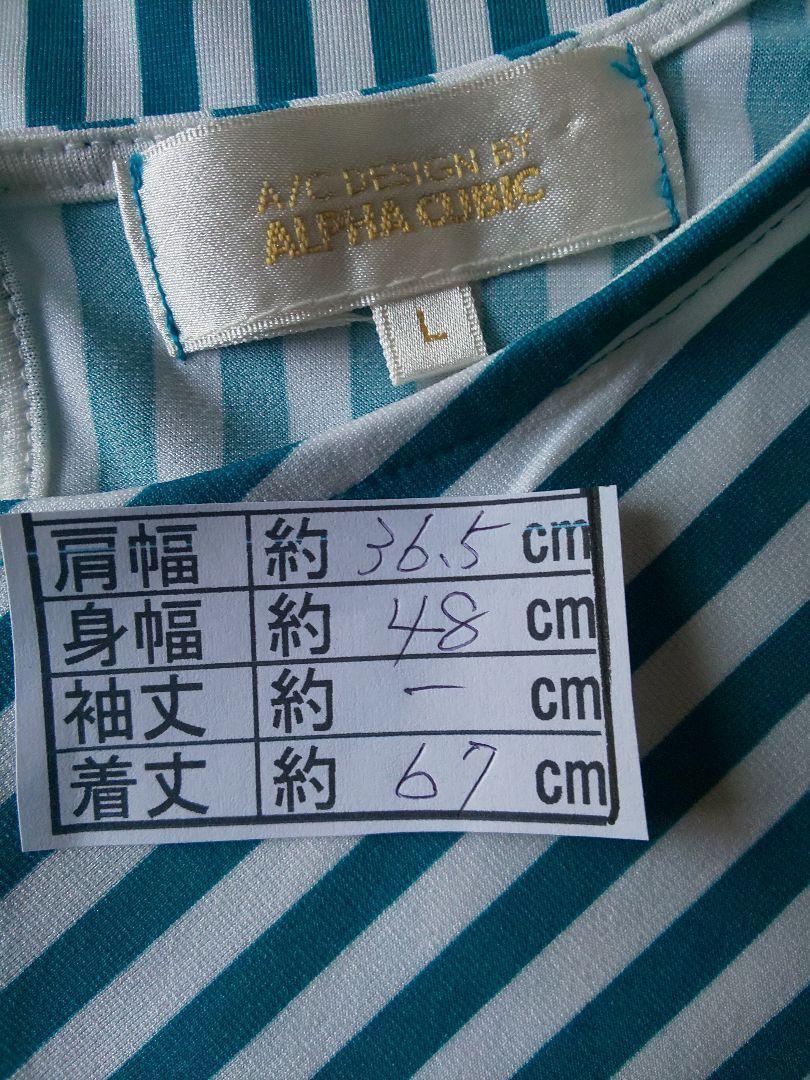 A/C DESIGN BY
ALPHA CUBIC
L
肩幅 約 36.5 cm
身幅 約 48 cm
袖丈 約 - cm
着丈 約 67 cm